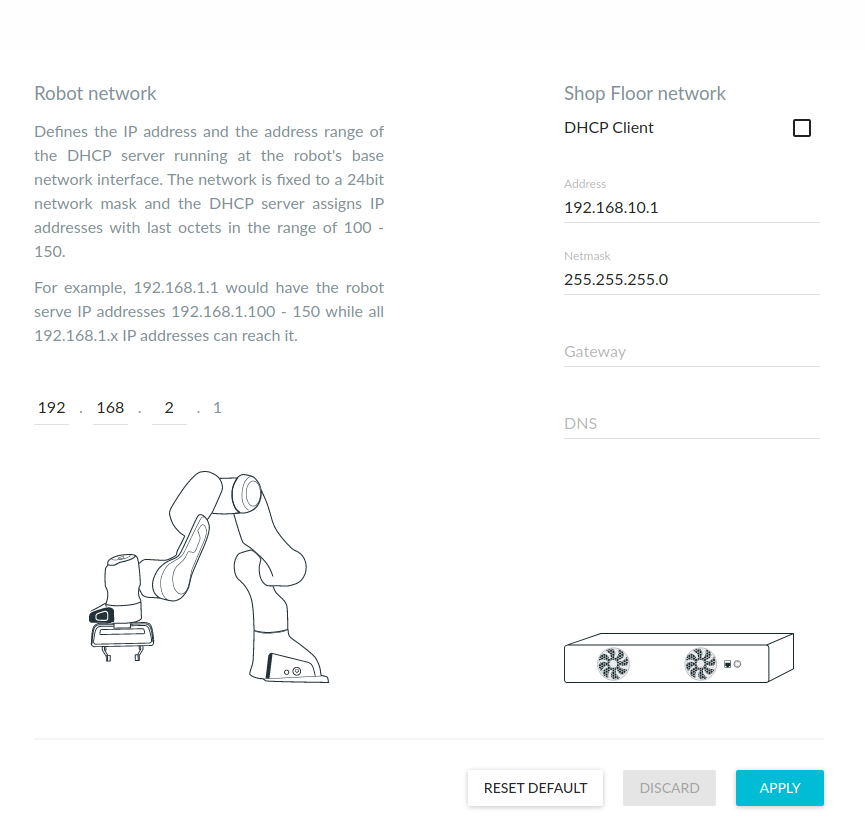 Robot network
Defines the IP address and the address range of
the DHCP server running at the robot's base
network interface. The network is fixed to a 24bit
network mask and the DHCP server assigns IP
addresses with last octets in the range of 100 -
150.
For example, 192.168.1.1 would have the robot
serve IP addresses 192.168.1.100 - 150 while all
192.168.1.x IP addresses can reach it.
192 . 168 . 2 . 1
Shop Floor network
DHCP Client
Address
192.168.10.1
Netmask
255.255.255.0
Gateway
DNS
RESET DEFAULT DISCARD APPLY